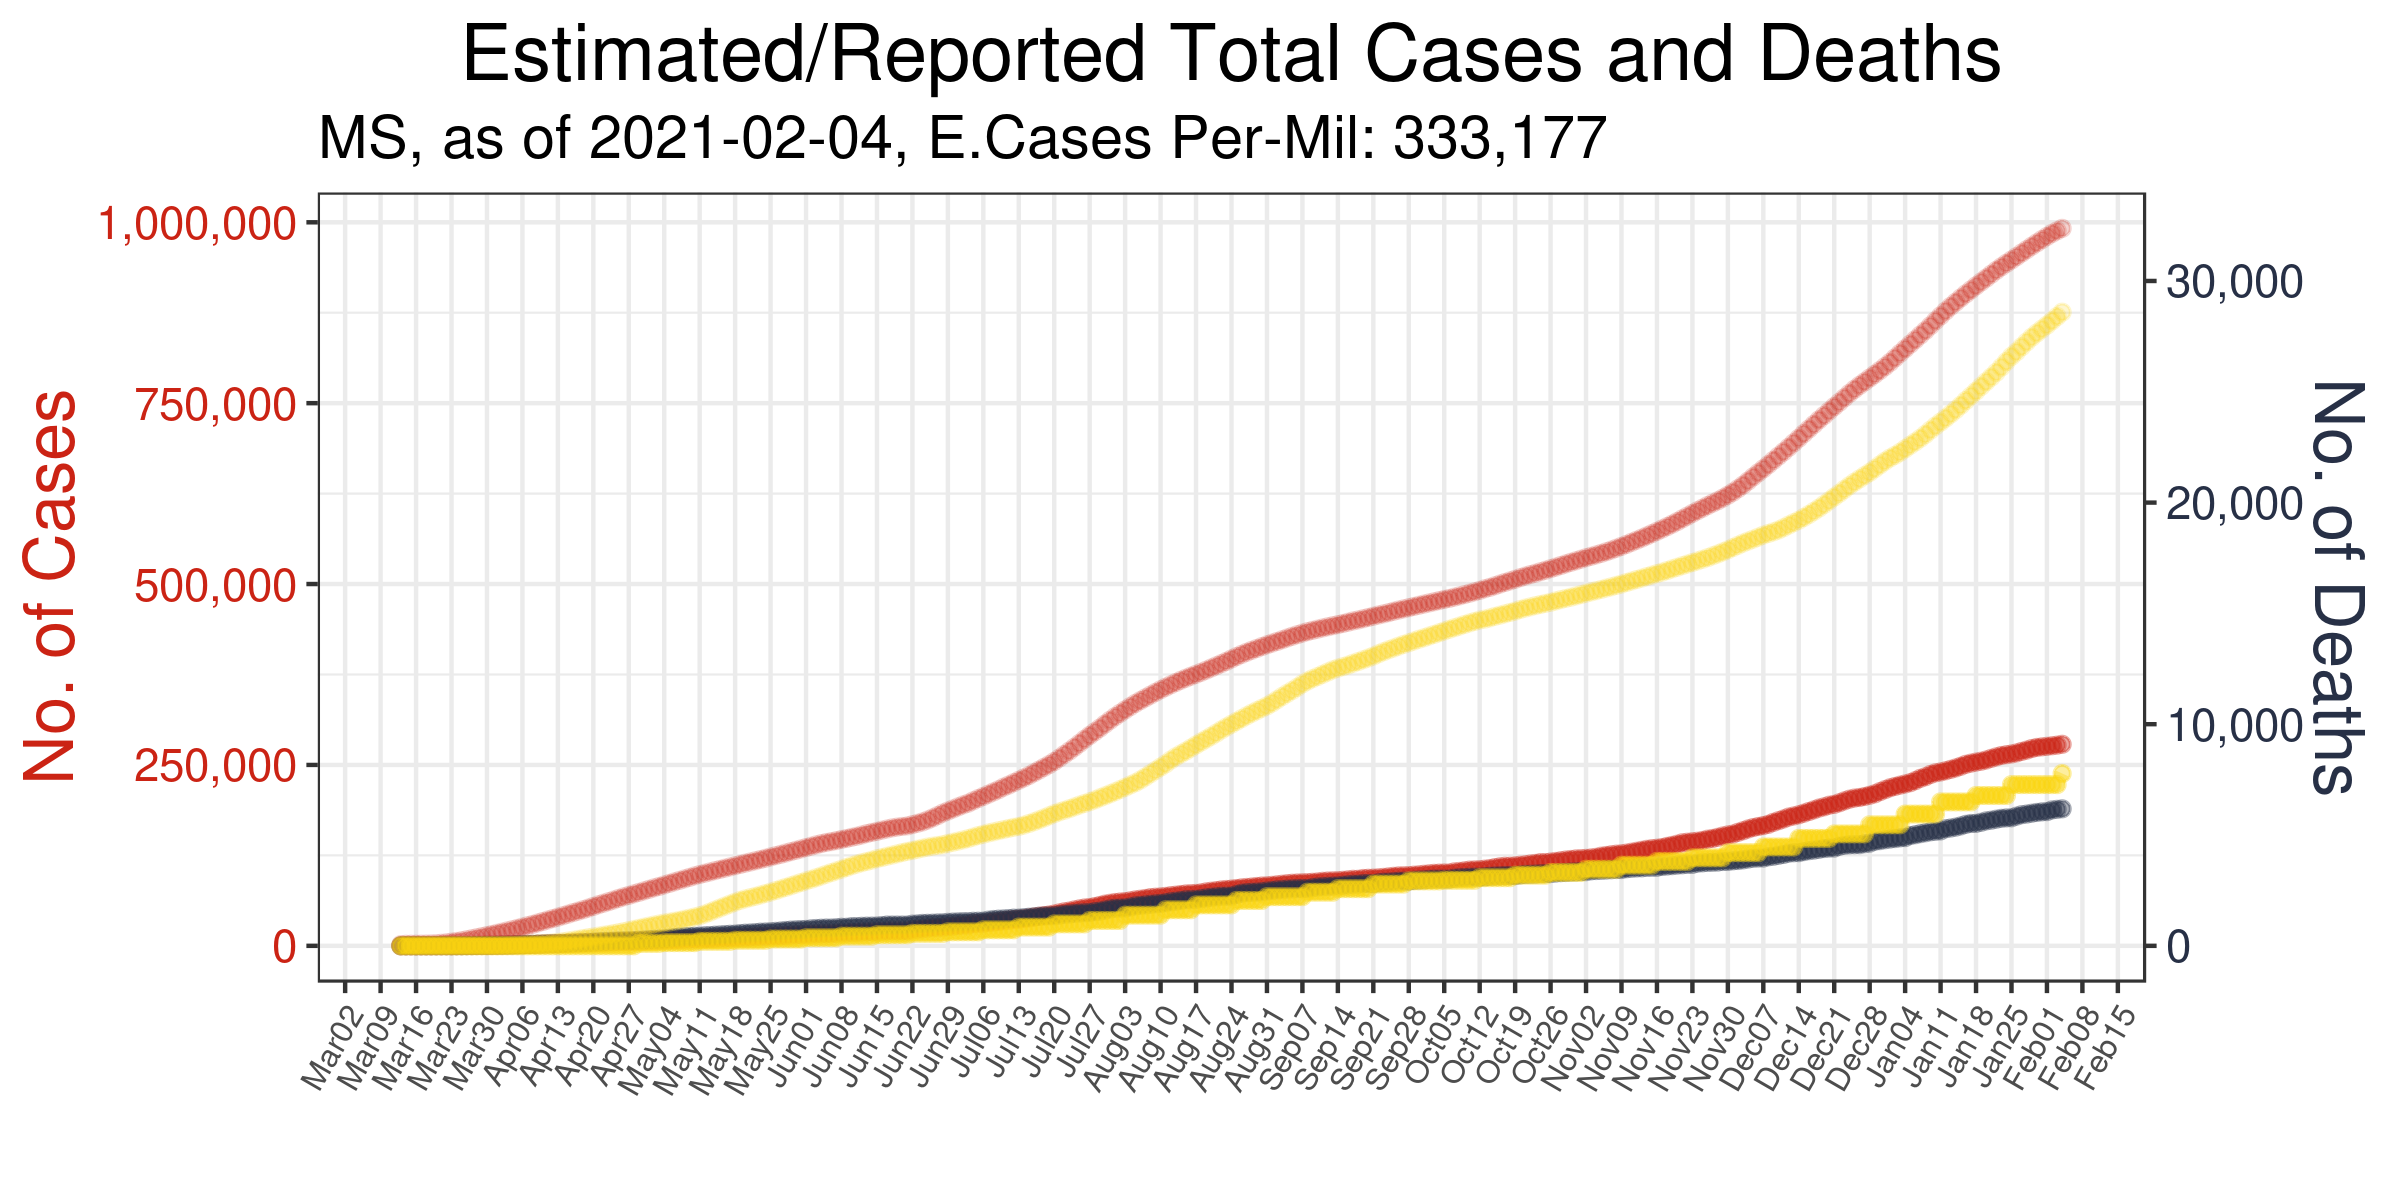 Estimated/Reported Total Cases and Deaths
MS, as of 2021-02-04, E.Cases Per-Mil: 333,177
No. of Cases
1,000,000
750,000
500,000
250,000
0
30,000
20,000
10,000
0
No. of Deaths
Mar02
Mar09
Mar16
Mar23
Mar30
Apr06
Apr13
Apr20
Apr27
May04
May11
May18
May25
Jun01
Jun08
Jun15
Jun22
Jun29
Jul06
Jul13
Jul20
Jul27
Aug03
Aug10
Aug17
Aug24
Aug31
Sep07
Sep14
Sep21
Sep28
Oct05
Oct12
Oct19
Oct26
Nov02
Nov09
Nov16
Nov23
Nov30
Dec07
Dec14
Dec21
Dec28
Jan04
Jan11
Jan18
Jan25
Feb01
Feb08
Feb15